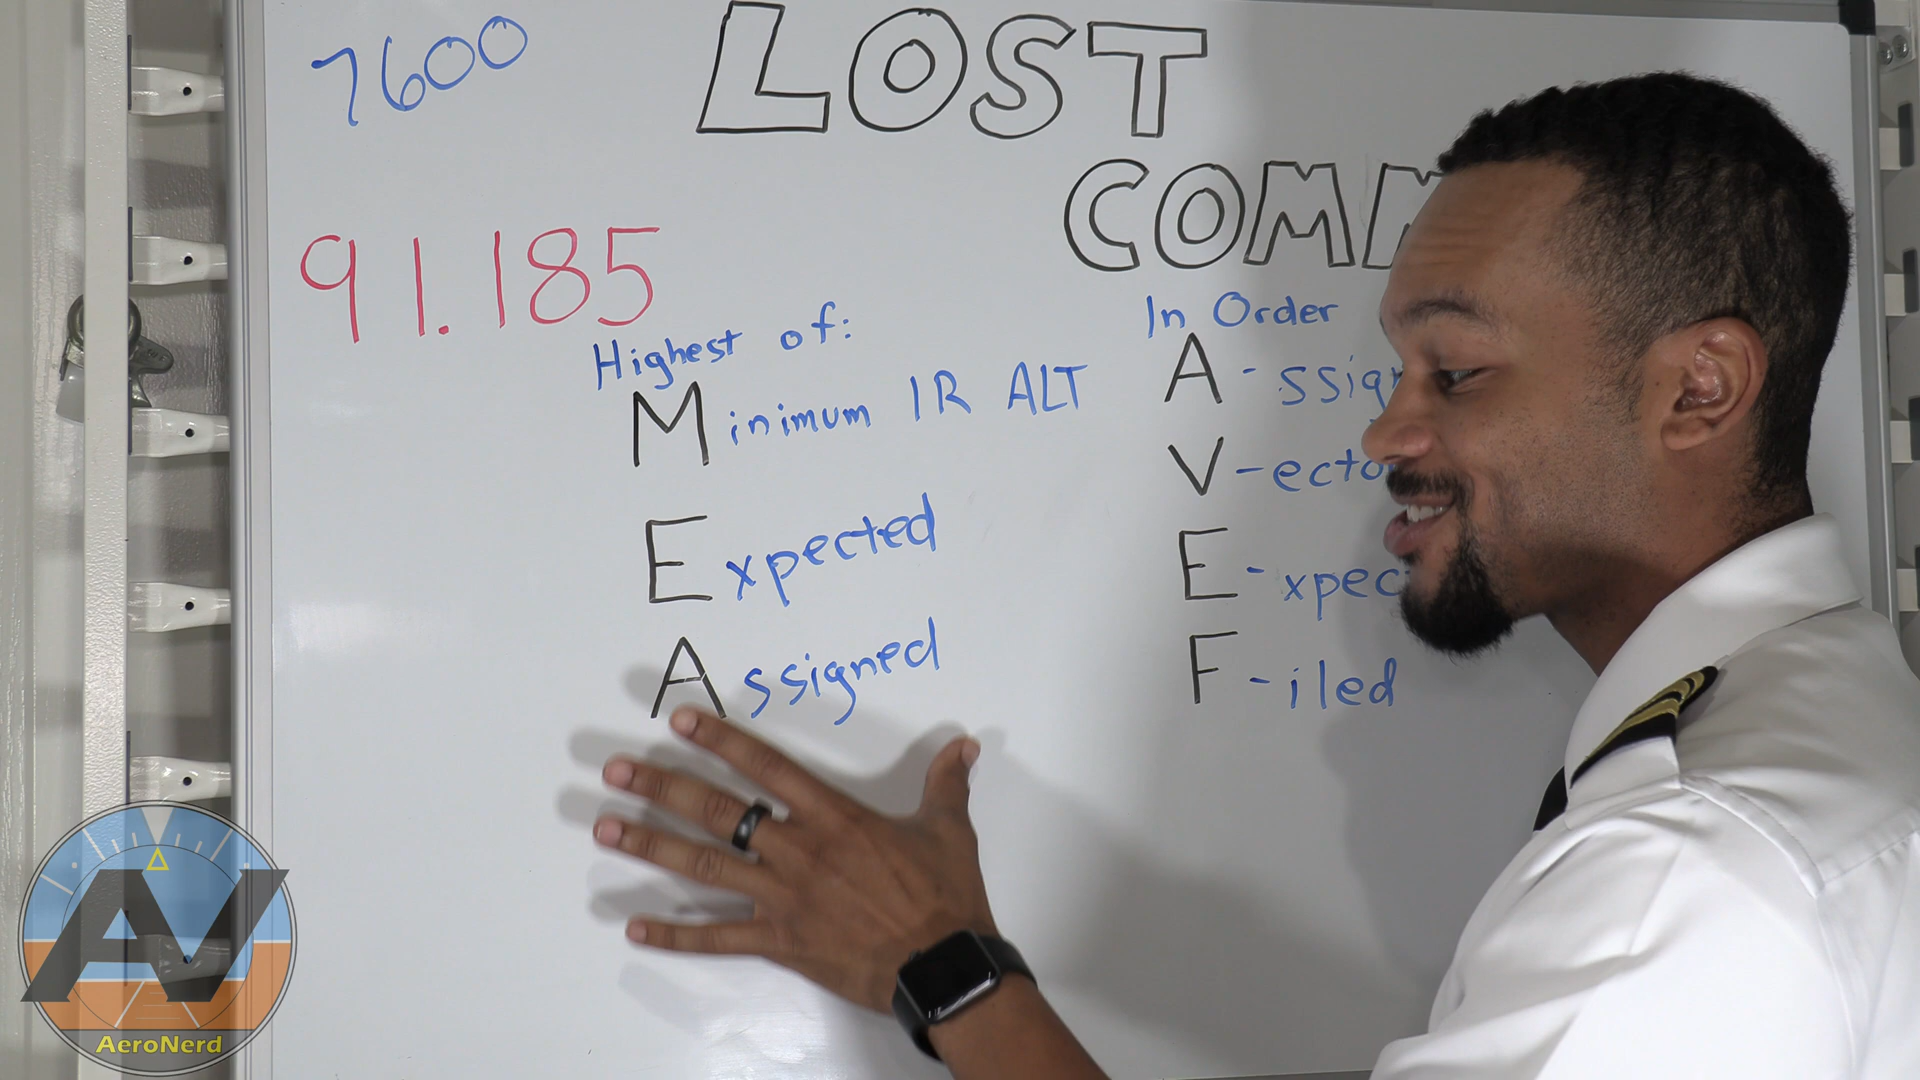 7600
LOST
COMM
91.185
Highest of:
Minimum IR ALT
Expected
Assigned
In Order
A-ssig
V-ecto
E-xpec
F-iled
AV
AeroNerd